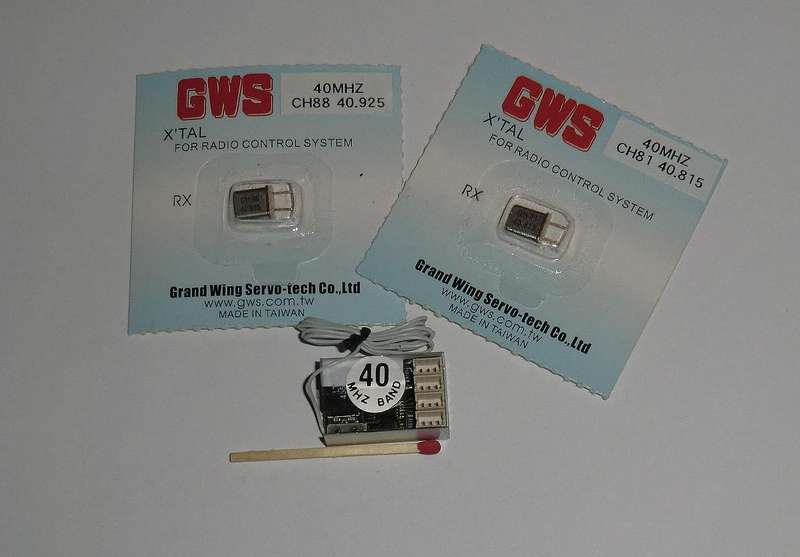 GWS
40MHZ
CH88 40.925
X'TAL
FOR RADIO CONTROL SYSTEM
RX
Grand Wing Servo-tech Co.,Ltd
www.gws.com.tw
MADE IN TAIWAN
GWS
40MHZ
CH81 40.815
X'TAL
FOR RADIO CONTROL SYSTEM
RX
Grand Wing Servo-tech Co.,Ltd
www.gws.com.tw
MADE IN TAIWAN
40
MHZ BAND